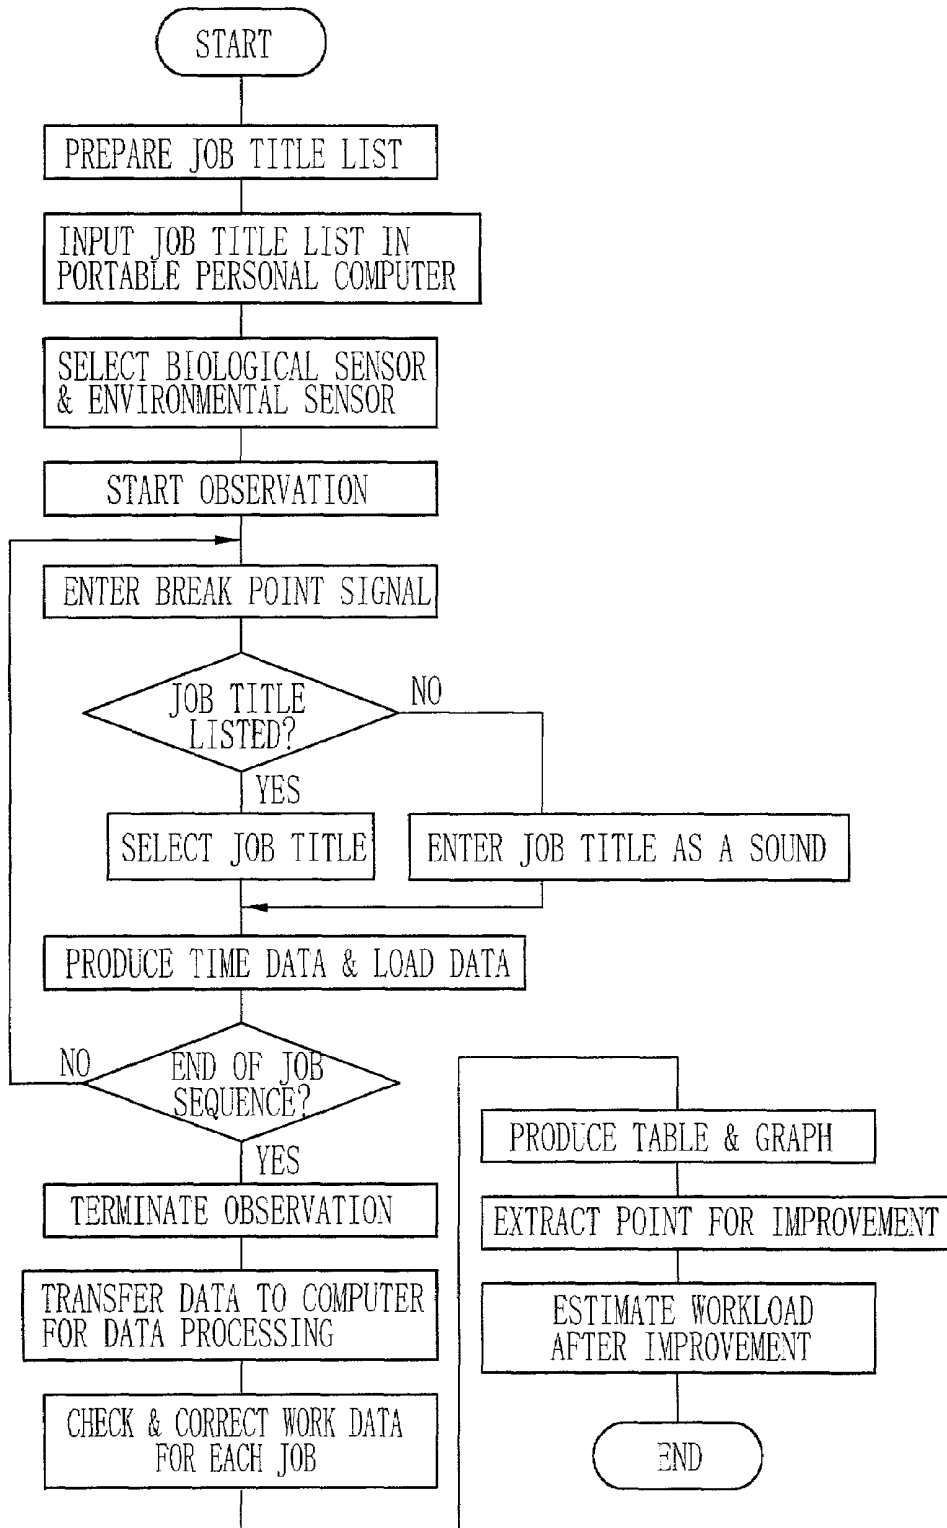 START
PREPARE JOB TITLE LIST
INPUT JOB TITLE LIST IN
PORTABLE PERSONAL COMPUTER
SELECT BIOLOGICAL SENSOR
& ENVIRONMENTAL SENSOR
START OBSERVATION
ENTER BREAK POINT SIGNAL
JOB TITLE
LISTED?
NO
YES
SELECT JOB TITLE
ENTER JOB TITLE AS A SOUND
PRODUCE TIME DATA & LOAD DATA
END OF JOB
SEQUENCE?
NO
YES
TERMINATE OBSERVATION
TRANSFER DATA TO COMPUTER
FOR DATA PROCESSING
CHECK & CORRECT WORK DATA
FOR EACH JOB
PRODUCE TABLE & GRAPH
EXTRACT POINT FOR IMPROVEMENT
ESTIMATE WORKLOAD
AFTER IMPROVEMENT
END